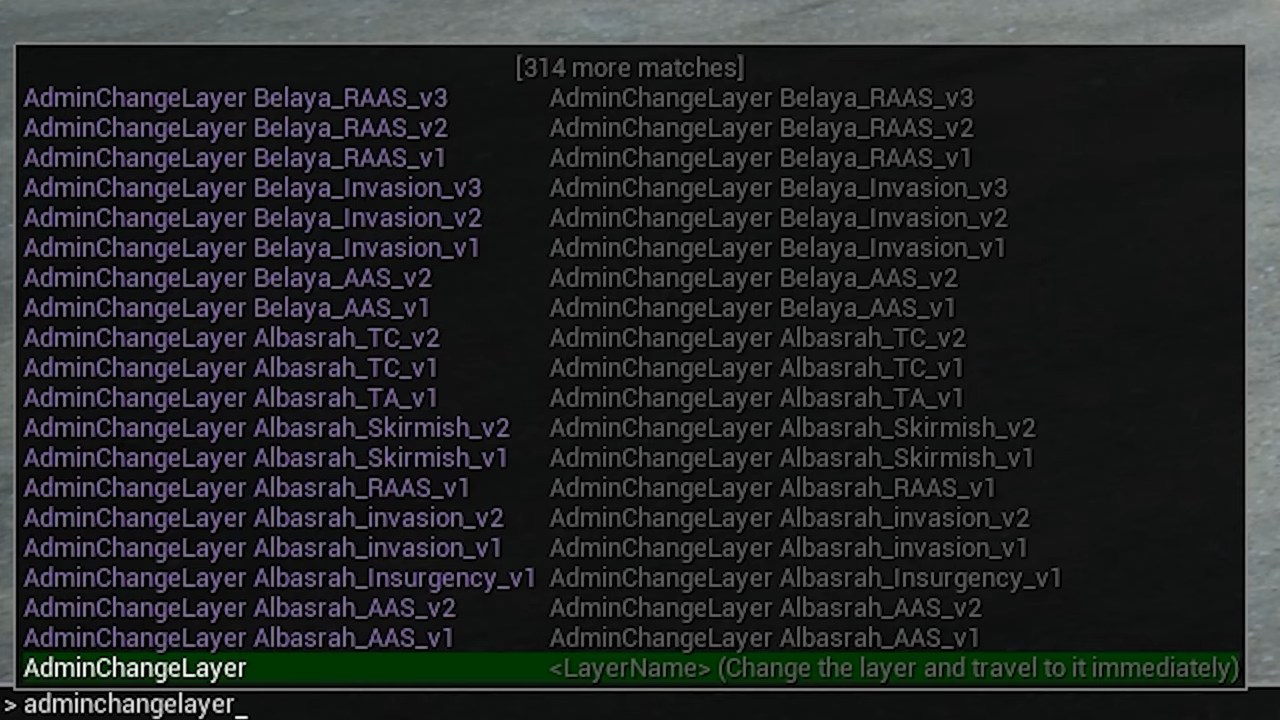 [314 more matches]
AdminChangeLayer Belaya_RAAS_v3 AdminChangeLayer Belaya_RAAS_v3
AdminChangeLayer Belaya_RAAS_v2 AdminChangeLayer Belaya_RAAS_v2
AdminChangeLayer Belaya_RAAS_v1 AdminChangeLayer Belaya_RAAS_v1
AdminChangeLayer Belaya_Invasion_v3 AdminChangeLayer Belaya_Invasion_v3
AdminChangeLayer Belaya_Invasion_v2 AdminChangeLayer Belaya_Invasion_v2
AdminChangeLayer Belaya_Invasion_v1 AdminChangeLayer Belaya_Invasion_v1
AdminChangeLayer Belaya_AAS_v2 AdminChangeLayer Belaya_AAS_v2
AdminChangeLayer Belaya_AAS_v1 AdminChangeLayer Belaya_AAS_v1
AdminChangeLayer Albasrah_TC_v2 AdminChangeLayer Albasrah_TC_v2
AdminChangeLayer Albasrah_TC_v1 AdminChangeLayer Albasrah_TC_v1
AdminChangeLayer Albasrah_TA_v1 AdminChangeLayer Albasrah_TA_v1
AdminChangeLayer Albasrah_Skirmish_v2 AdminChangeLayer Albasrah_Skirmish_v2
AdminChangeLayer Albasrah_Skirmish_v1 AdminChangeLayer Albasrah_Skirmish_v1
AdminChangeLayer Albasrah_RAAS_v1 AdminChangeLayer Albasrah_RAAS_v1
AdminChangeLayer Albasrah_invasion_v2 AdminChangeLayer Albasrah_invasion_v2
AdminChangeLayer Albasrah_invasion_v1 AdminChangeLayer Albasrah_invasion_v1
AdminChangeLayer Albasrah_Insurgency_v1 AdminChangeLayer Albasrah_Insurgency_v1
AdminChangeLayer Albasrah_AAS_v2 AdminChangeLayer Albasrah_AAS_v2
AdminChangeLayer Albasrah_AAS_v1 AdminChangeLayer Albasrah_AAS_v1
AdminChangeLayer <LayerName> (Change the layer and travel to it immediately)
> adminchangelayer_